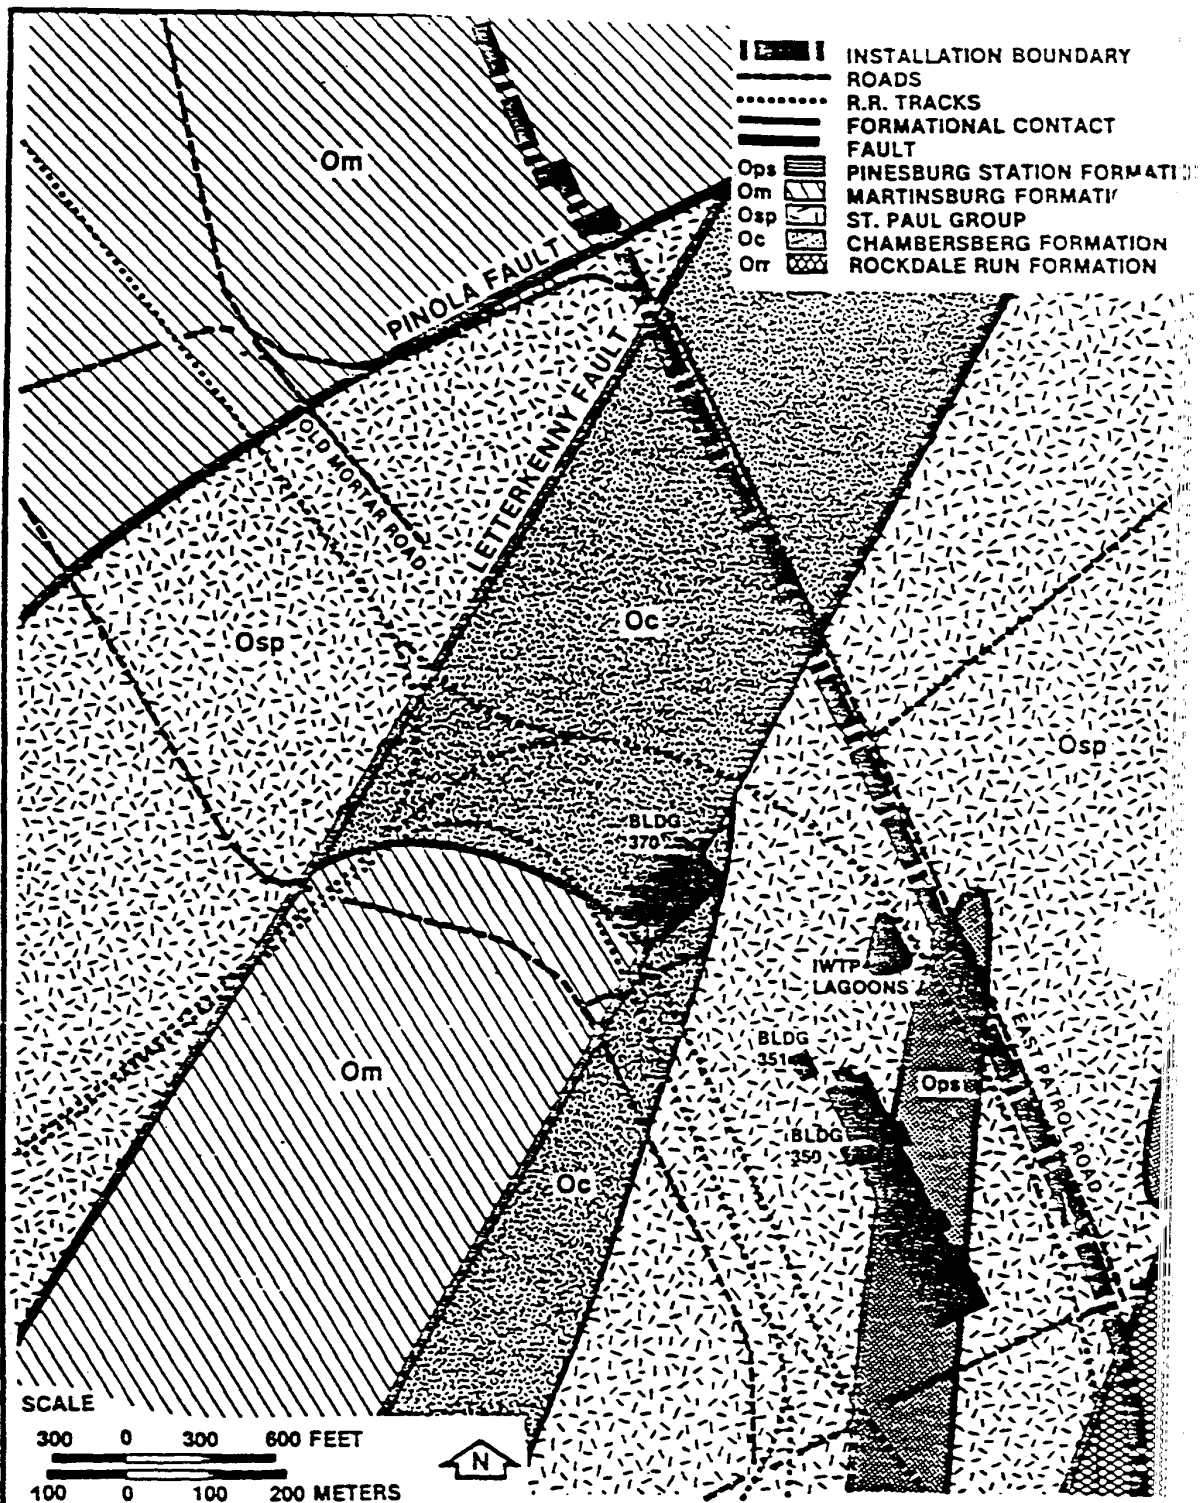 INSTALLATION BOUNDARY
ROADS
R.R. TRACKS
FORMATIONAL CONTACT
FAULT
Ops PINESBURG STATION FORMATI
Om MARTINSBURG FORMATI
Osp ST. PAUL GROUP
Oc CHAMBERSBERG FORMATION
Orr ROCKDALE RUN FORMATION
Om
PINOLA FAULT
LETTERKENNY FAULT
OLD MORTAR ROAD
Oc
Osp
Osp
BLDG
370
IWTP
LAGOONS
BLDG
351
EAST PATROL ROAD
Om
Ops
BLDG
350
Oc
SCALE
300 0 300 600 FEET
N
100 0 100 200 METERS